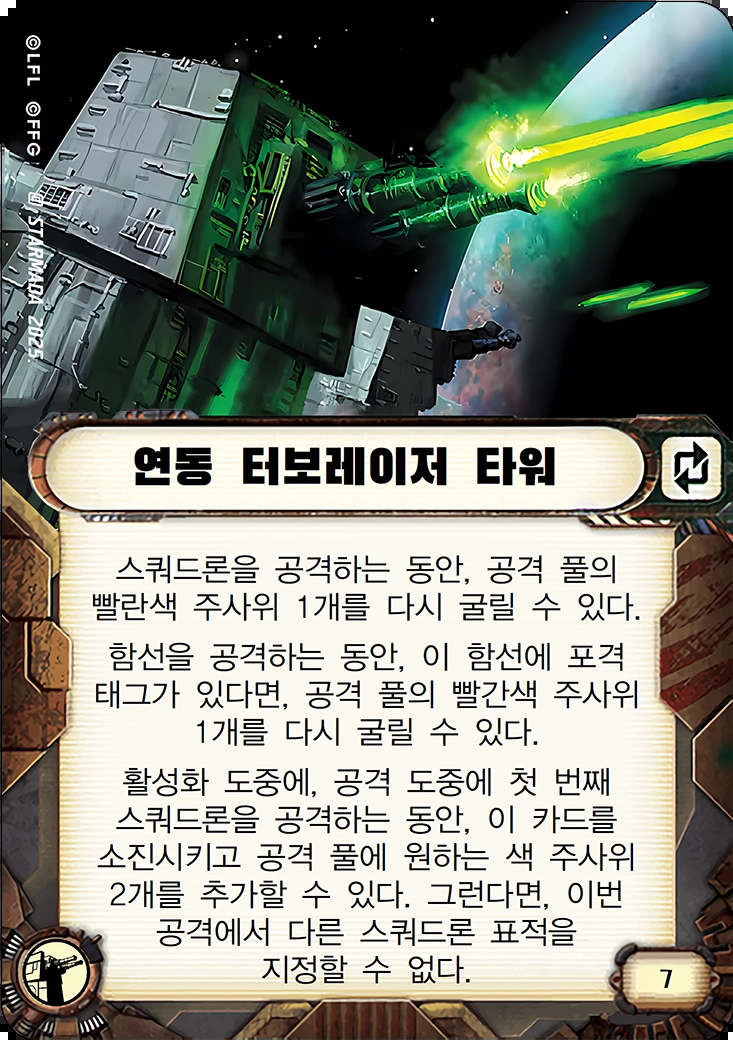 ©LFL ©FFG
STARMADA 2025.
연동 터보레이저 타워
스쿼드론을 공격하는 동안, 공격 풀의
빨란색 주사위 1개를 다시 굴릴 수 있다.
함선을 공격하는 동안, 이 함선에 포격
태그가 있다면, 공격 풀의 빨간색 주사위
1개를 다시 굴릴 수 있다.
활성화 도중에, 공격 도중에 첫 번째
스쿼드론을 공격하는 동안, 이 카드를
소진시키고 공격 풀에 원하는 색 주사위
2개를 추가할 수 있다. 그런다면, 이번
공격에서 다른 스쿼드론 표적을
지정할 수 없다.
7